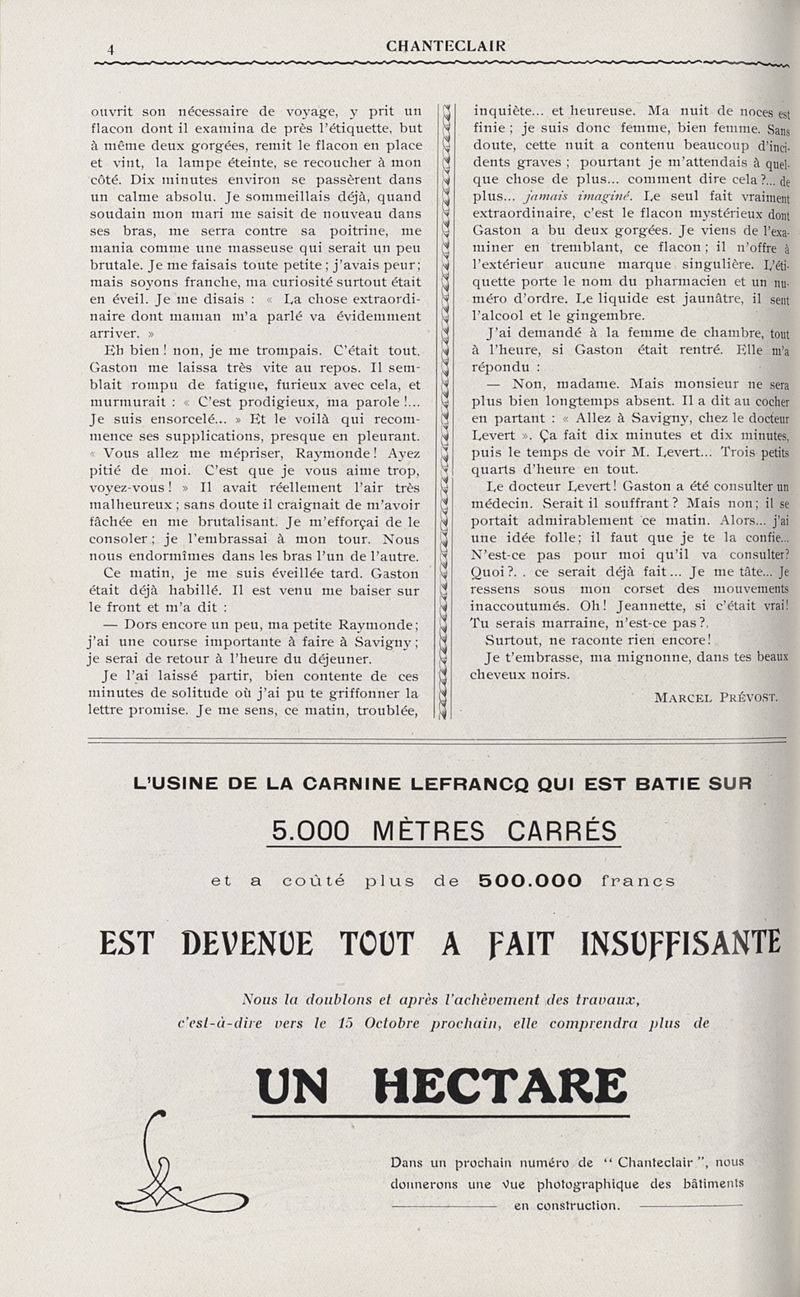 4
CHANTECLAIR
ouvrit son nécessaire de voyage, y prit un
flacon dont il examina de près l'étiquette, but
à même deux gorgées, remit le flacon en place
et vint, la lampe éteinte, se recoucher à mon
côté. Dix minutes environ se passèrent dans
un calme absolu. Je sommeillais déjà, quand
soudain mon mari me saisit de nouveau dans
ses bras, me serra contre sa poitrine, me
mania comme une masseuse qui serait un peu
brutale. Je me faisais toute petite ; j'avais peur ;
mais soyons franche, ma curiosité surtout était
en éveil. Je me disais : « La chose extraordi-
naire dont maman m'a parlé va évidemment
arriver. »
Eh bien ! non, je me trompais. C'était tout.
Gaston me laissa très vite au repos. Il sem-
blait rompu de fatigue, furieux avec cela, et
murmurait : « C'est prodigieux, ma parole !...
Je suis ensorcelé... » Et le voilà qui recom-
mence ses supplications, presque en pleurant.
« Vous allez me mépriser, Raymonde ! Ayez
pitié de moi. C'est que je vous aime trop,
voyez-vous ! » Il avait réellement l'air très
malheureux ; sans doute il craignait de m'avoir
fâchée en me brutalisant. Je m'efforçai de le
consoler ; je l'embrassai à mon tour. Nous
nous endormîmes dans les bras l'un de l'autre.
Ce matin, je me suis éveillée tard. Gaston
était déjà habillé. Il est venu me baiser sur
le front et m'a dit :
— Dors encore un peu, ma petite Raymonde ;
j'ai une course importante à faire à Savigny ;
je serai de retour à l'heure du déjeuner.
Je l'ai laissé partir, bien contente de ces
minutes de solitude où j'ai pu te griffonner la
lettre promise. Je me sens, ce matin, troublée,
inquiète... et heureuse. Ma nuit de noces est
finie ; je suis donc femme, bien femme. Sans
doute, cette nuit a contenu beaucoup d'inci-
dents graves ; pourtant je m'attendais à quel-
que chose de plus... comment dire cela ?... de
plus... jamais imaginé. Le seul fait vraiment
extraordinaire, c'est le flacon mystérieux dont
Gaston a bu deux gorgées. Je viens de l'exa-
miner en tremblant, ce flacon ; il n'offre à
l'extérieur aucune marque singulière. L'éti-
quette porte le nom du pharmacien et un nu-
méro d'ordre. Le liquide est jaunâtre, il sent
l'alcool et le gingembre.
J'ai demandé à la femme de chambre, tout
à l'heure, si Gaston était rentré. Elle m'a
répondu :
— Non, madame. Mais monsieur ne sera
plus bien longtemps absent. Il a dit au cocher
en partant : « Allez à Savigny, chez le docteur
Levert ». Ça fait dix minutes et dix minutes,
puis le temps de voir M. Levert... Trois petits
quarts d'heure en tout.
Le docteur Levert ! Gaston a été consulter un
médecin. Serait il souffrant ? Mais non ; il se
portait admirablement ce matin. Alors... j'ai
une idée folle ; il faut que je te la confie...
N'est-ce pas pour moi qu'il va consulter?
Quoi ?. . ce serait déjà fait... Je me tâte... Je
ressens sous mon corset des mouvements
inaccoutumés. Oh ! Jeannette, si c'était vrai !
Tu serais marraine, n'est-ce pas ?.
Surtout, ne raconte rien encore !
Je t'embrasse, ma mignonne, dans tes beaux
cheveux noirs.
MARCEL PRÉVOST.
L'USINE DE LA CARNINE LEFRANCQ QUI EST BATIE SUR
5.000 MÈTRES CARRÉS
et a coûté plus de 500.000 francs
EST DEVENUE TOUT A FAIT INSUFFISANTE
Nous la doublons et après l'achèvement des travaux,
c'est-à-dire vers le 15 Octobre prochain, elle comprendra plus de
UN HECTARE
Dans un prochain numéro de “ Chanteclair ”, nous
donnerons une vue photographique des bâtiments
en construction.